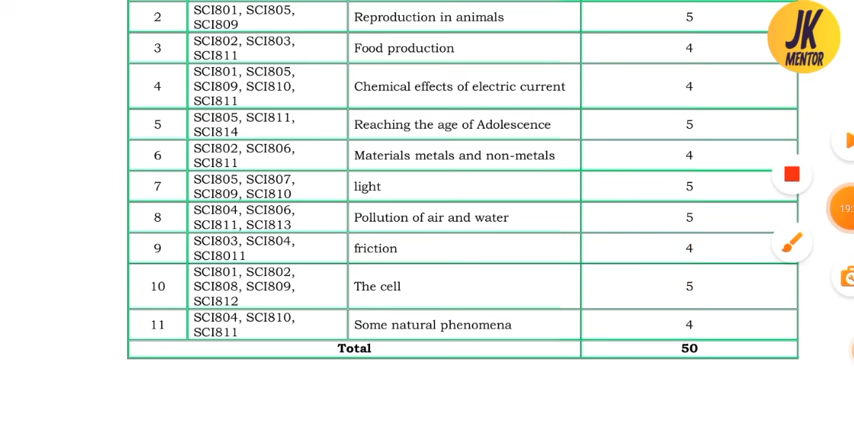 SCI801, SCI805,
2 Reproduction in animals 5
SCI809
SCI802, SCI803,
3 Food production 4
SCI811
SCI801, SCI805,
4 SCI809, SCI810, Chemical effects of electric current 4
SCI811
SCI805, SCI811,
5 Reaching the age of Adolescence 5
SCI814
SCI802, SCI806,
6 Materials metals and non-metals 4
SCI811
SCI805, SCI807,
7 light 5
SCI809, SCI810
SCI804, SCI806,
8 Pollution of air and water 5
SCI811, SCI813
SCI803, SCI804,
9 friction 4
SCI8011
SCI801, SCI802,
10 SCI808, SCI809, The cell 5
SCI812
SCI804, SCI810,
11 Some natural phenomena 4
SCI811
Total 50
JK
MENTOR